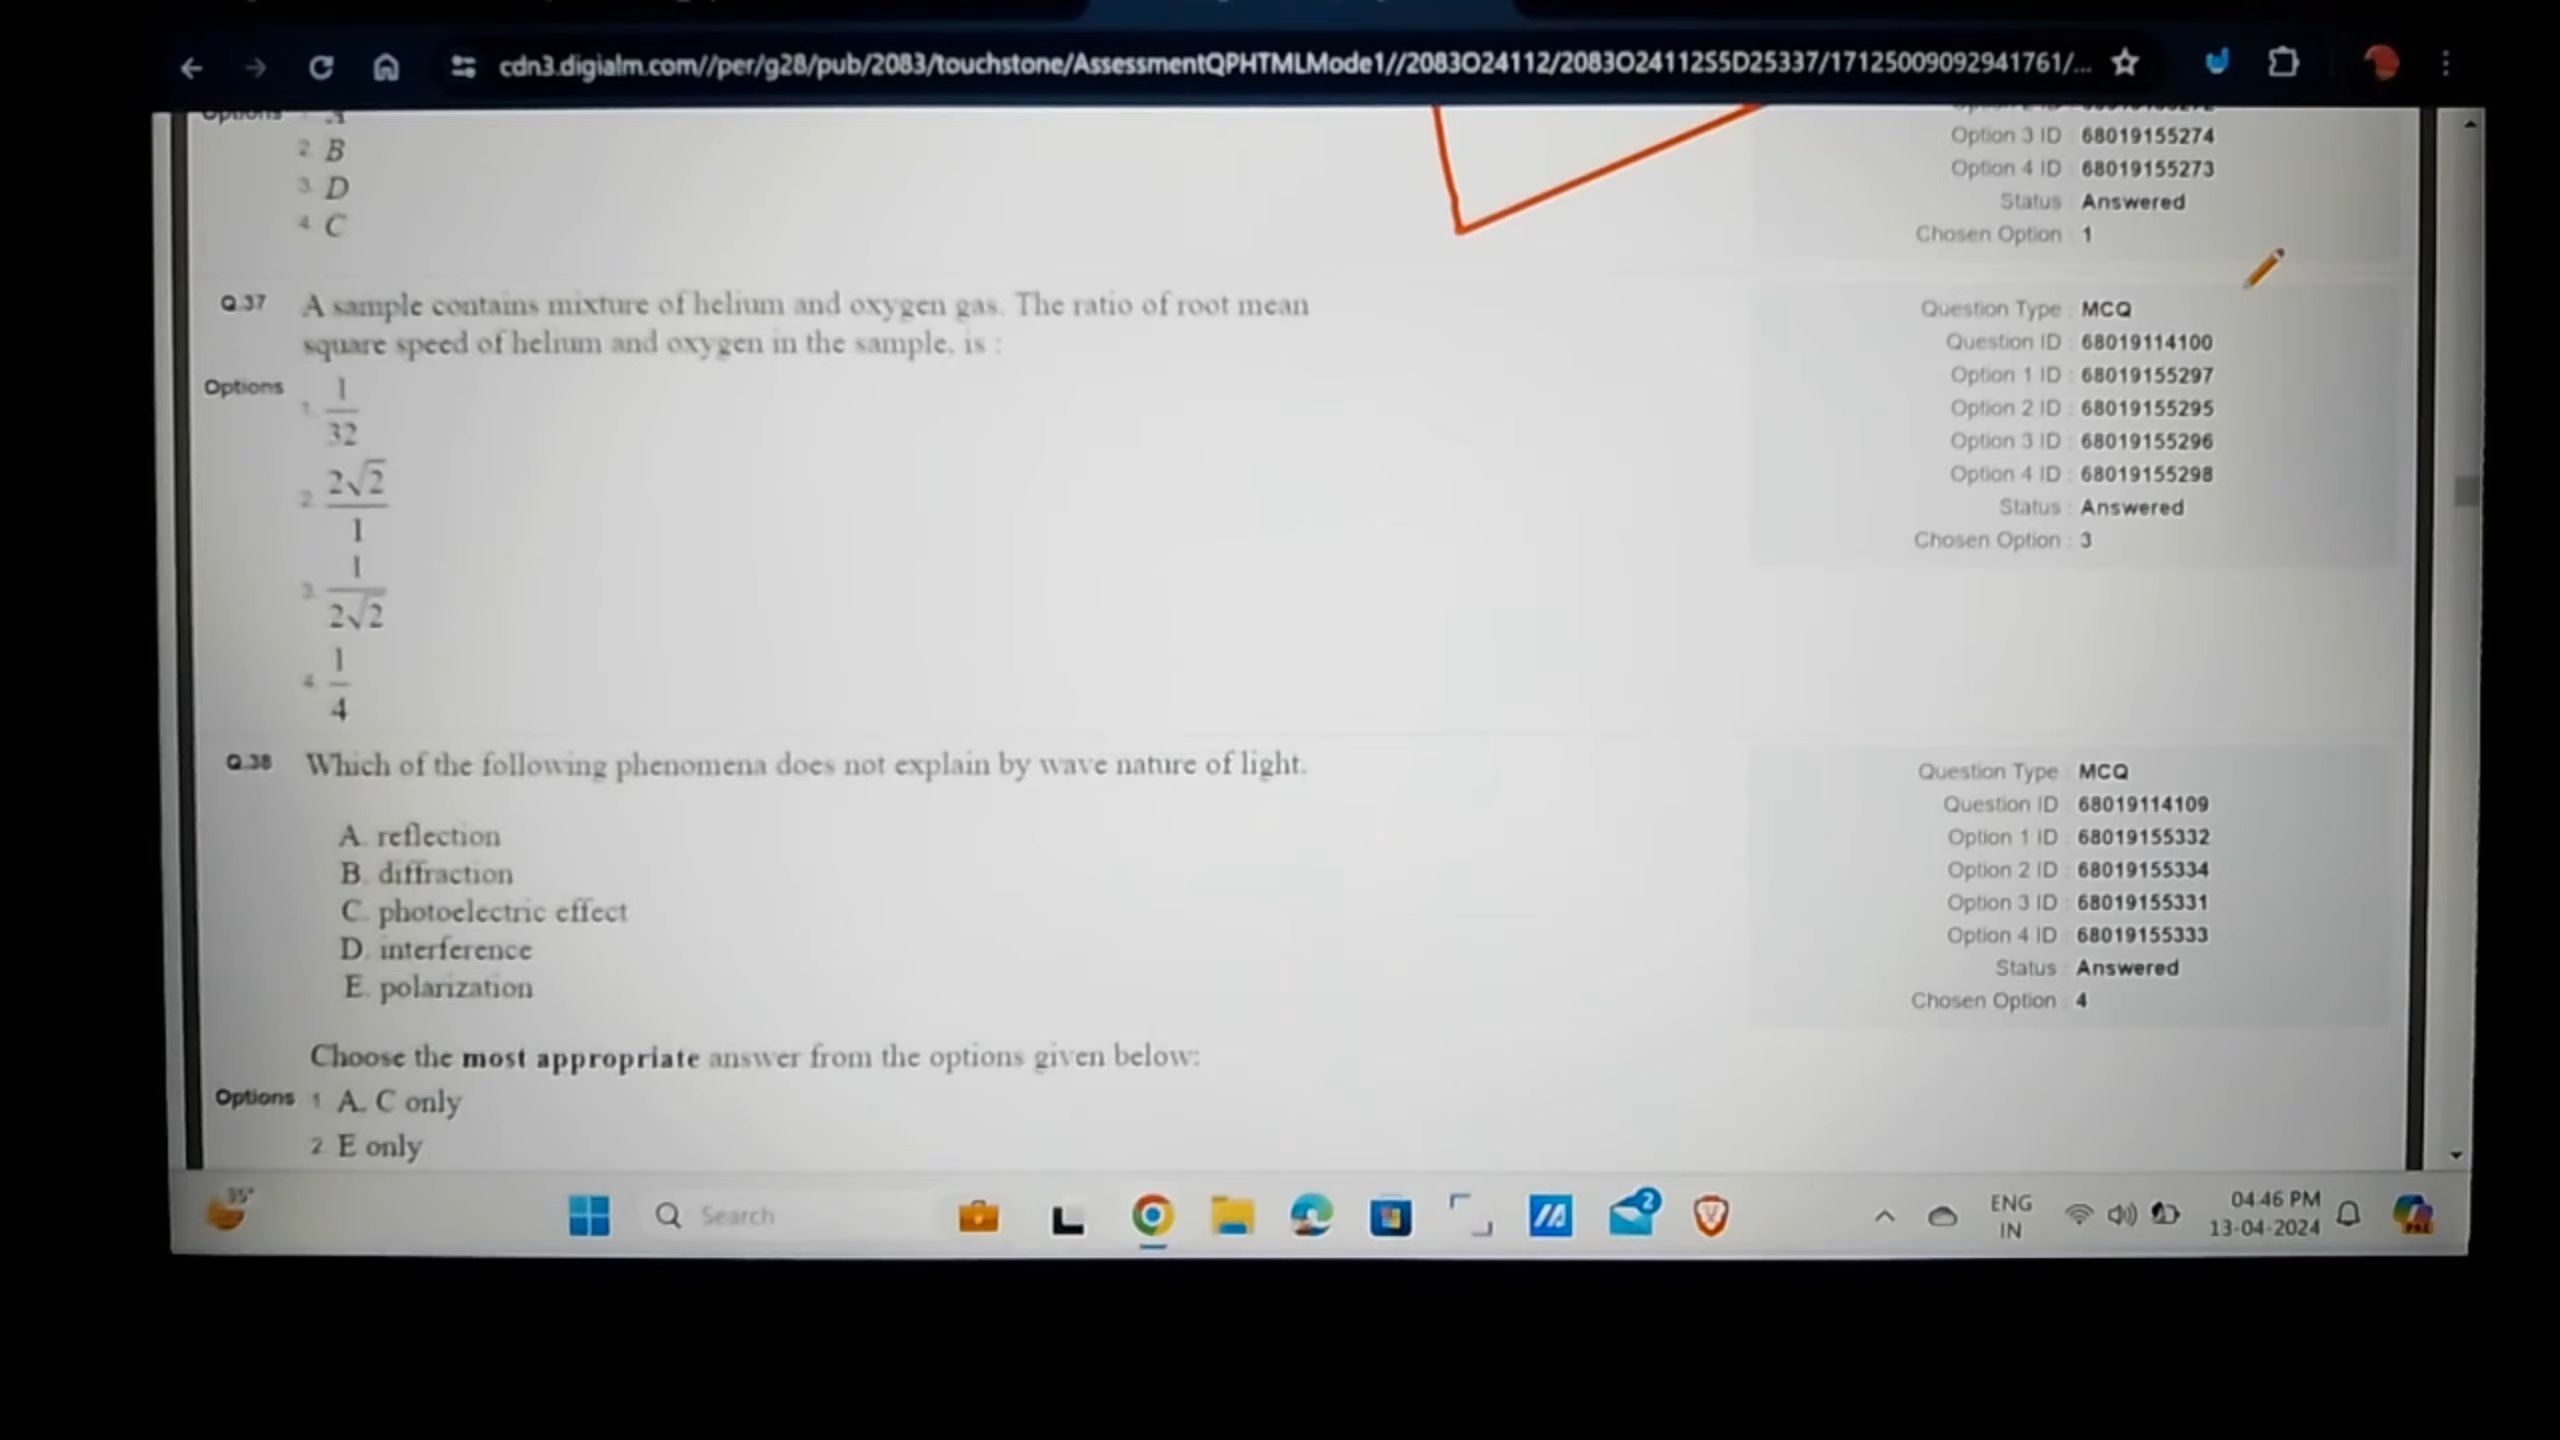 cdn3.digialm.com//per/g28/pub/2083/touchstone/AssessmentQPHTMLMode1//2083O24112/2083O24112S5D25337/17125009092941761/...
Options
2. B
3. D
4. C
Option 3 ID : 68019155274
Option 4 ID : 68019155273
Status : Answered
Chosen Option : 1
Q.37 A sample contains mixture of helium and oxygen gas. The ratio of root mean
square speed of helium and oxygen in the sample, is :
Options
1. 1/32
2. 2√2/1
3. 1/2√2
4. 1/4
Question Type : MCQ
Question ID : 68019114100
Option 1 ID : 68019155297
Option 2 ID : 68019155295
Option 3 ID : 68019155296
Option 4 ID : 68019155298
Status : Answered
Chosen Option : 3
Q.38 Which of the following phenomena does not explain by wave nature of light.
A. reflection
B. diffraction
C. photoelectric effect
D. interference
E. polarization
Choose the most appropriate answer from the options given below:
Options 1. A, C only
2. E only
Question Type : MCQ
Question ID : 68019114109
Option 1 ID : 68019155332
Option 2 ID : 68019155334
Option 3 ID : 68019155331
Option 4 ID : 68019155333
Status : Answered
Chosen Option : 4
35°
Search
2
ENG
IN
04:46 PM
13-04-2024